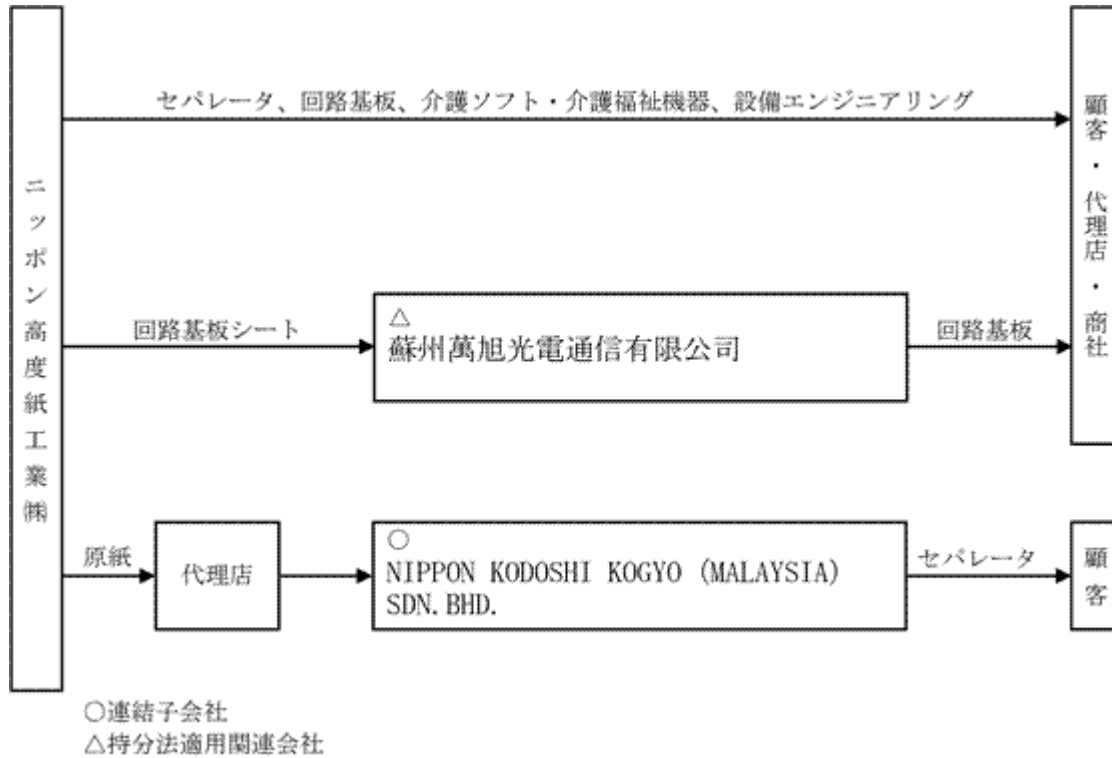 ニッポン高度紙工業㈱
セパレータ、回路基板、介護ソフト・介護福祉機器、設備エンジニアリング
顧客・代理店・商社
回路基板シート
△
蘇州萬旭光電通信有限公司
回路基板
原紙
代理店
○
NIPPON KODOSHI KOGYO (MALAYSIA)
SDN.BHD.
セパレータ
顧客
○連結子会社
△持分法適用関連会社